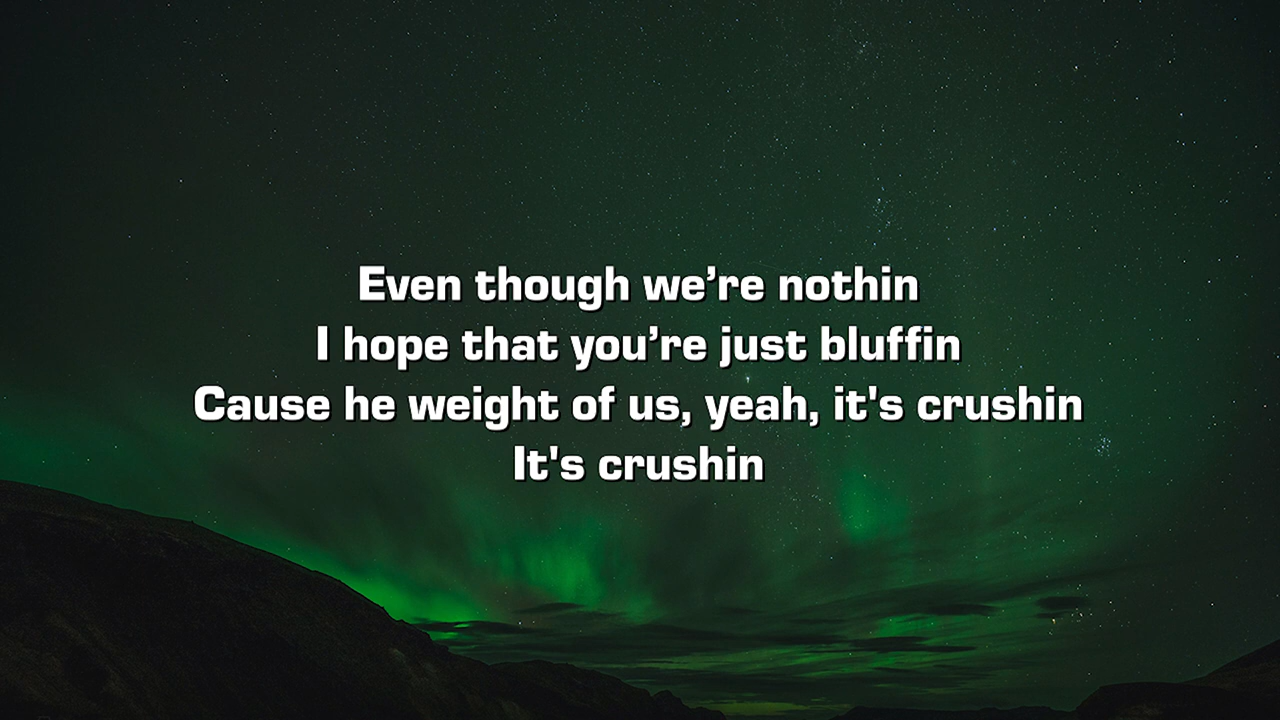 Even though we’re nothin
I hope that you’re just bluffin
Cause he weight of us, yeah, it's crushin
It's crushin